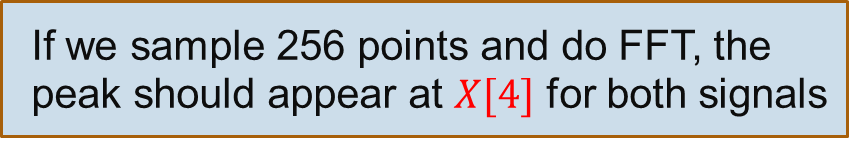 If we sample 256 points and do FFT, the
peak should appear at X[4] for both signals